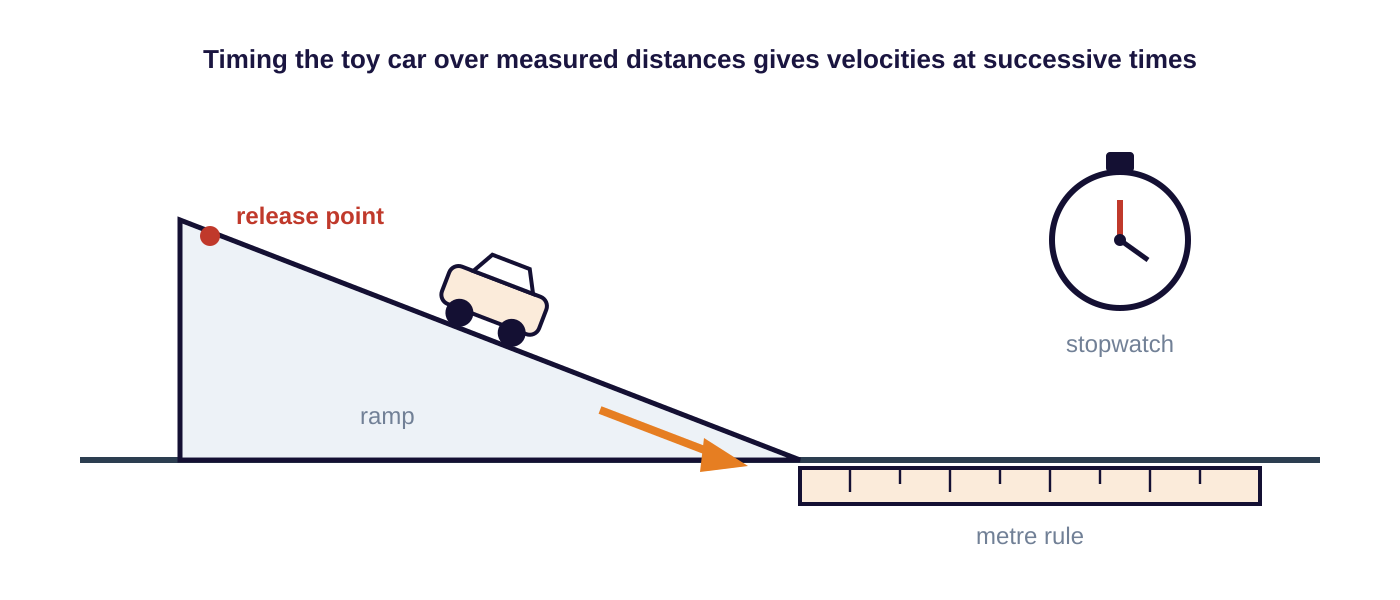 Timing the toy car over measured distances gives velocities at successive times
release point
stopwatch
ramp
metre rule